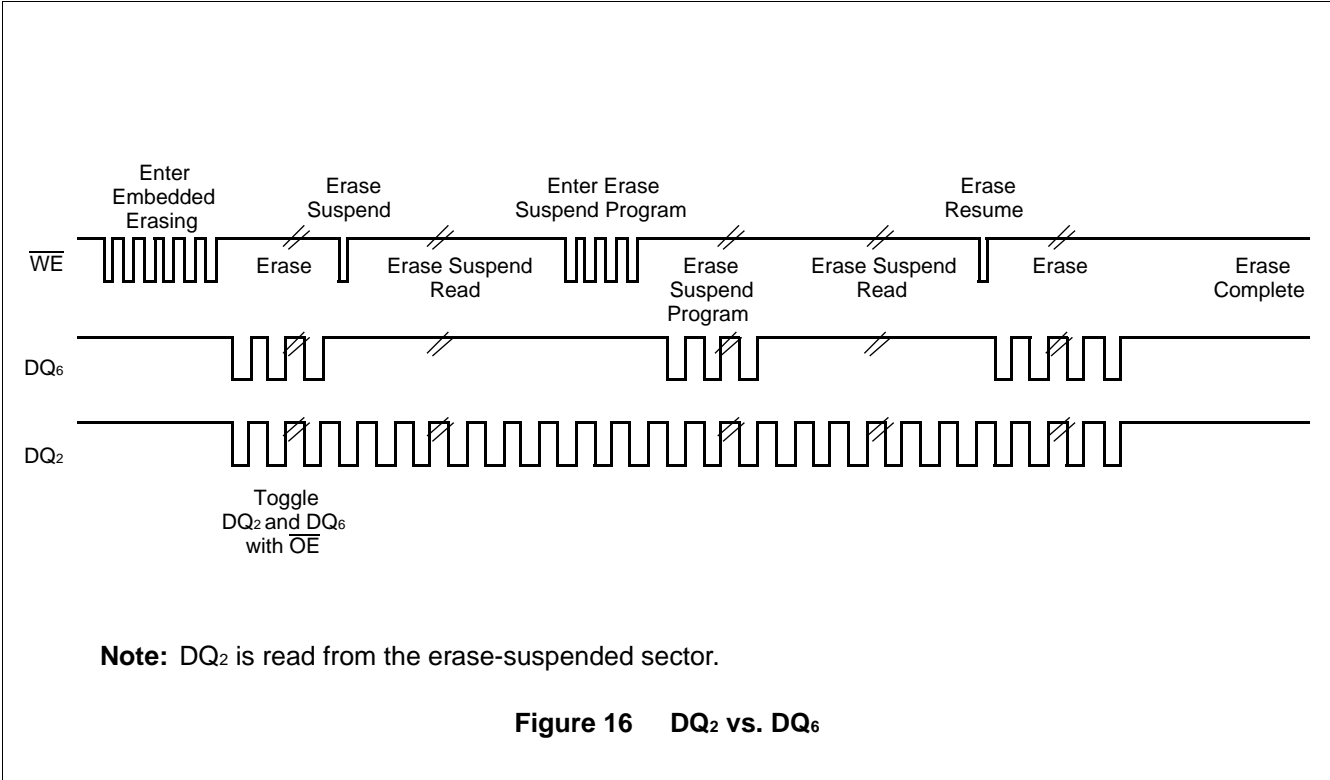 Enter
Embedded
Erasing
Erase
Suspend
Enter Erase
Suspend Program
Erase
Resume
WE
Erase
Erase Suspend
Read
Erase
Suspend
Program
Erase Suspend
Read
Erase
Erase
Complete
DQ6
DQ2
Toggle
DQ2 and DQ6
with OE
Note: DQ2 is read from the erase-suspended sector.
Figure 16 DQ2 vs. DQ6